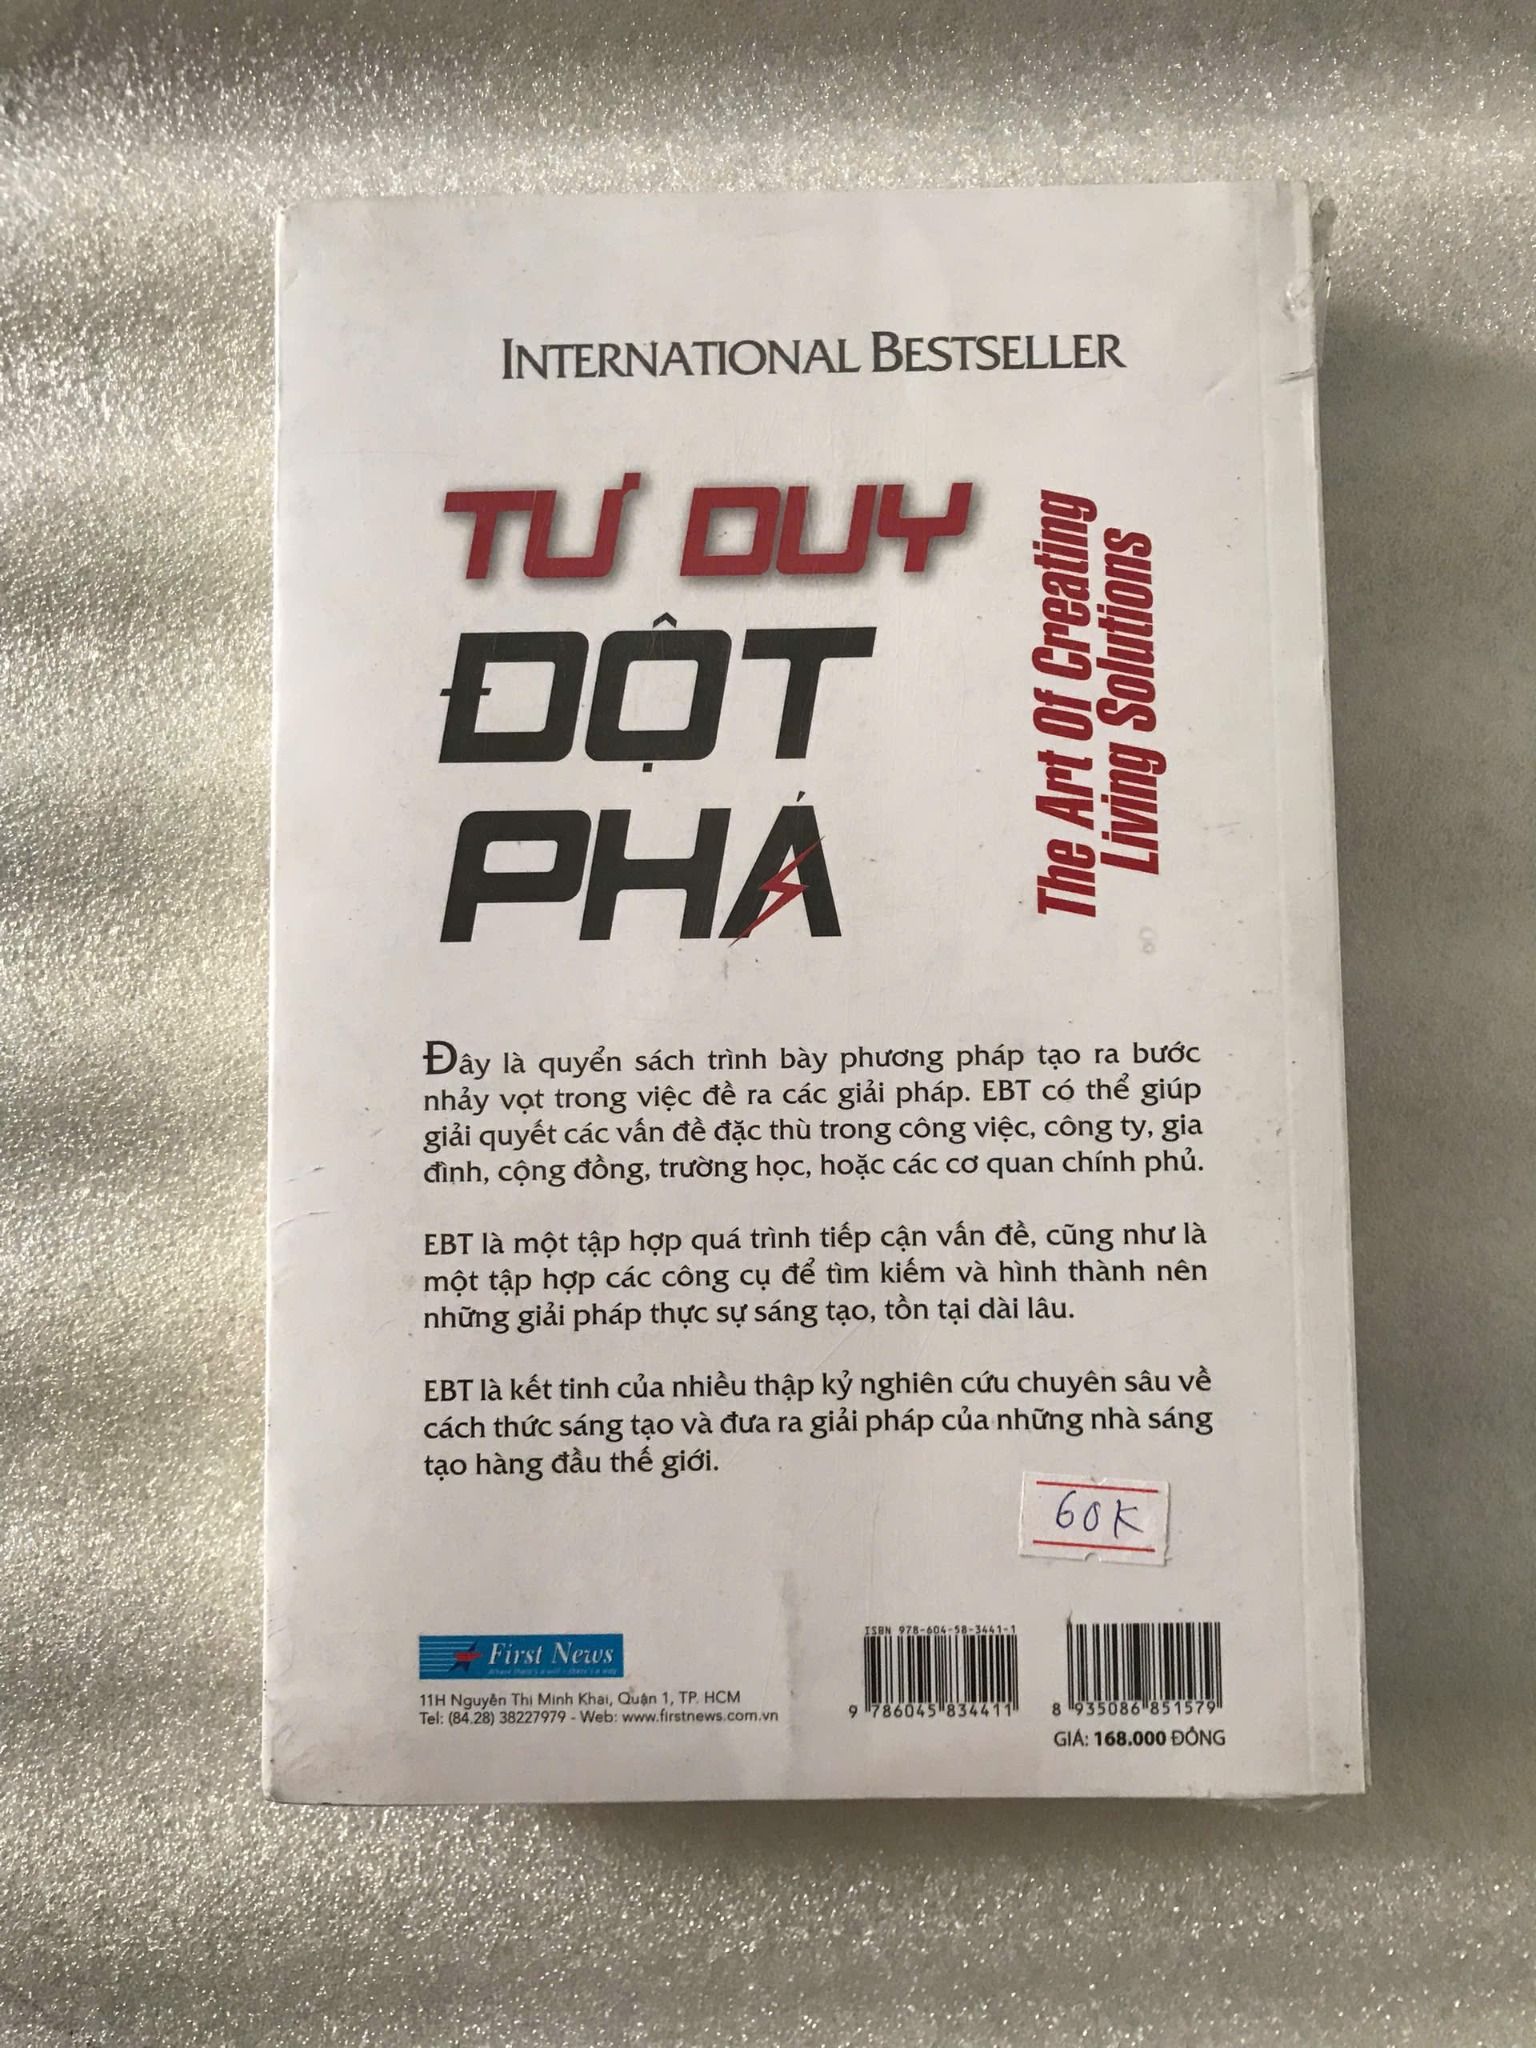 INTERNATIONAL BESTSELLER
TƯ DUY
ĐỘT
PHÁ
The Art Of Creating
Living Solutions
Đây là quyển sách trình bày phương pháp tạo ra bước
nhảy vọt trong việc đề ra các giải pháp. EBT có thể giúp
giải quyết các vấn đề đặc thù trong công việc, công ty, gia
đình, cộng đồng, trường học, hoặc các cơ quan chính phủ.
EBT là một tập hợp quá trình tiếp cận vấn đề, cũng như là
một tập hợp các công cụ để tìm kiếm và hình thành nên
những giải pháp thực sự sáng tạo, tồn tại dài lâu.
EBT là kết tinh của nhiều thập kỷ nghiên cứu chuyên sâu về
cách thức sáng tạo và đưa ra giải pháp của những nhà sáng
tạo hàng đầu thế giới.
60K
First News
Where there's a will - there's a way
11H Nguyễn Thị Minh Khai, Quận 1, TP. HCM
Tel: (84.28) 38227979 - Web: www.firstnews.com.vn
ISBN 978-604-58-3441-1
9 786045 834411
8 935086 851579
GIÁ: 168.000 ĐỒNG